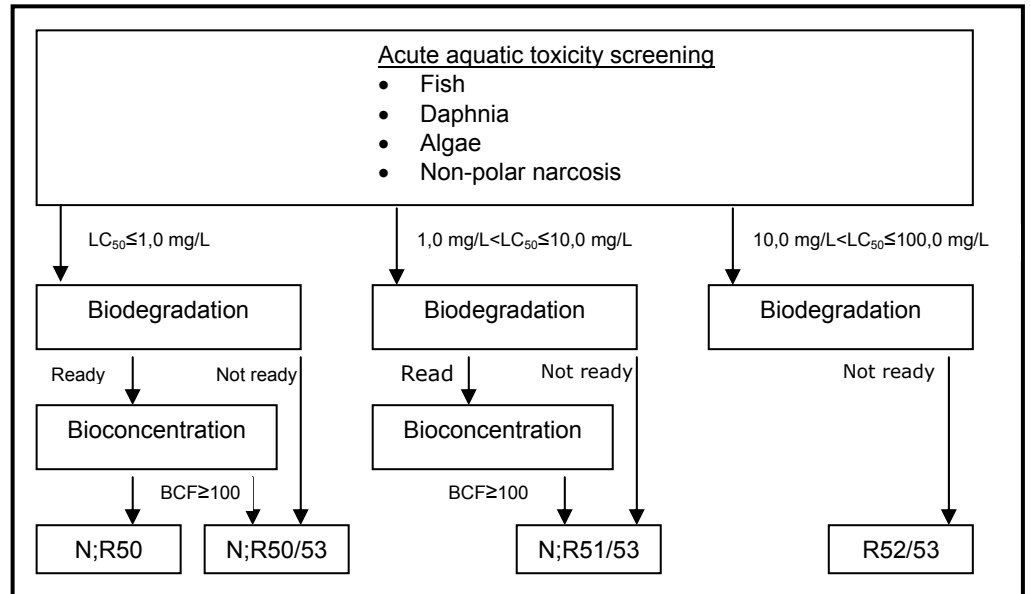 Acute aquatic toxicity screening
• Fish
• Daphnia
• Algae
• Non-polar narcosis
LC50≤1,0 mg/L
1,0 mg/L<LC50≤10,0 mg/L
10,0 mg/L<LC50≤100,0 mg/L
Biodegradation
Biodegradation
Biodegradation
Ready
Not ready
Read
Not ready
Not ready
Bioconcentration
Bioconcentration
BCF≥100
BCF≥100
N;R50
N;R50/53
N;R51/53
R52/53